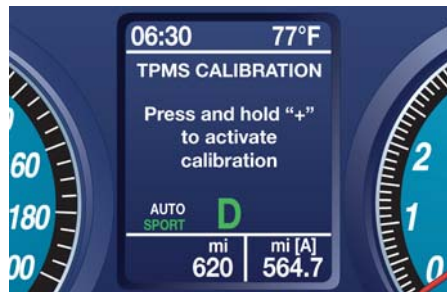 06:30 77°F
TPMS CALIBRATION
Press and hold “+”
to activate
calibration
AUTO
SPORT D
mi mi [A]
620 564.7
60
180
2
1
0